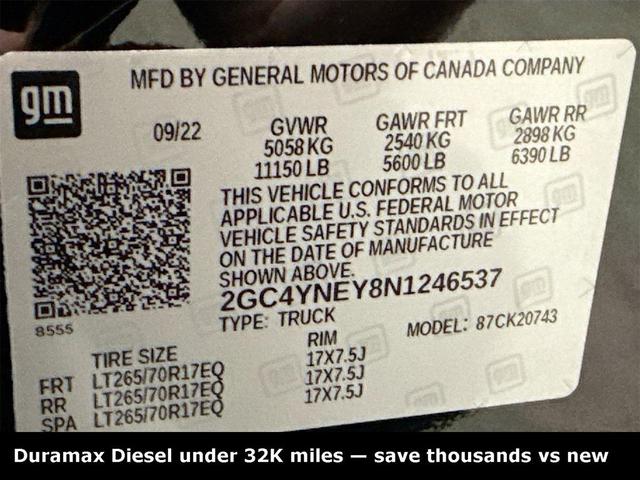 gm
MFD BY GENERAL MOTORS OF CANADA COMPANY
09/22 GVWR GAWR FRT GAWR RR
5058 KG 2540 KG 2898 KG
11150 LB 5600 LB 6390 LB
THIS VEHICLE CONFORMS TO ALL
APPLICABLE U.S. FEDERAL MOTOR
VEHICLE SAFETY STANDARDS IN EFFECT
ON THE DATE OF MANUFACTURE
SHOWN ABOVE.
2GC4YNEY8N1246537
8555
TYPE: TRUCK MODEL: 87CK20743
TIRE SIZE RIM
FRT LT265/70R17EQ 17X7.5J
RR LT265/70R17EQ 17X7.5J
SPA LT265/70R17EQ 17X7.5J
Duramax Diesel under 32K miles — save thousands vs new